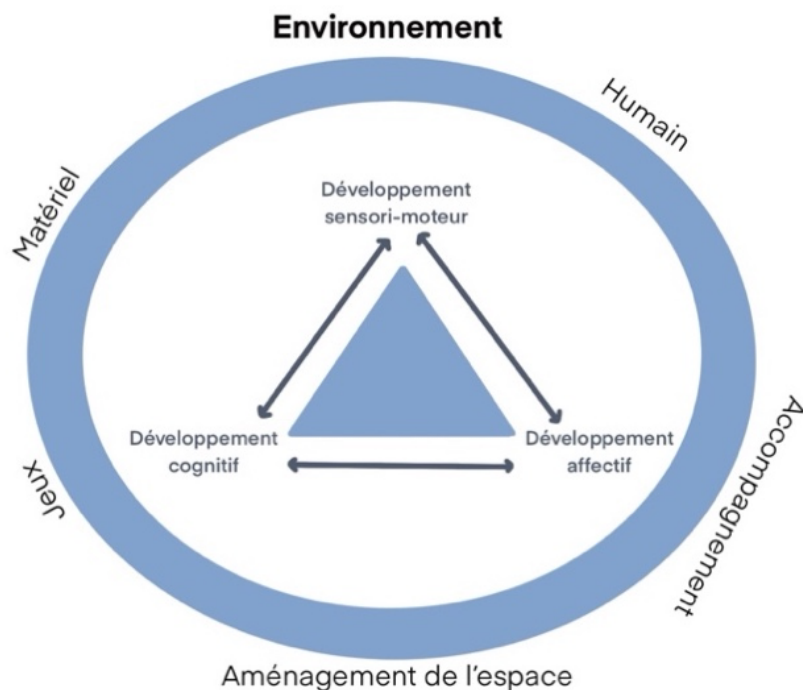 Environnement
Humain
Matériel
Développement
sensori-moteur
Développement
cognitif
Développement
affectif
Jeux
Accompagnement
Aménagement de l'espace